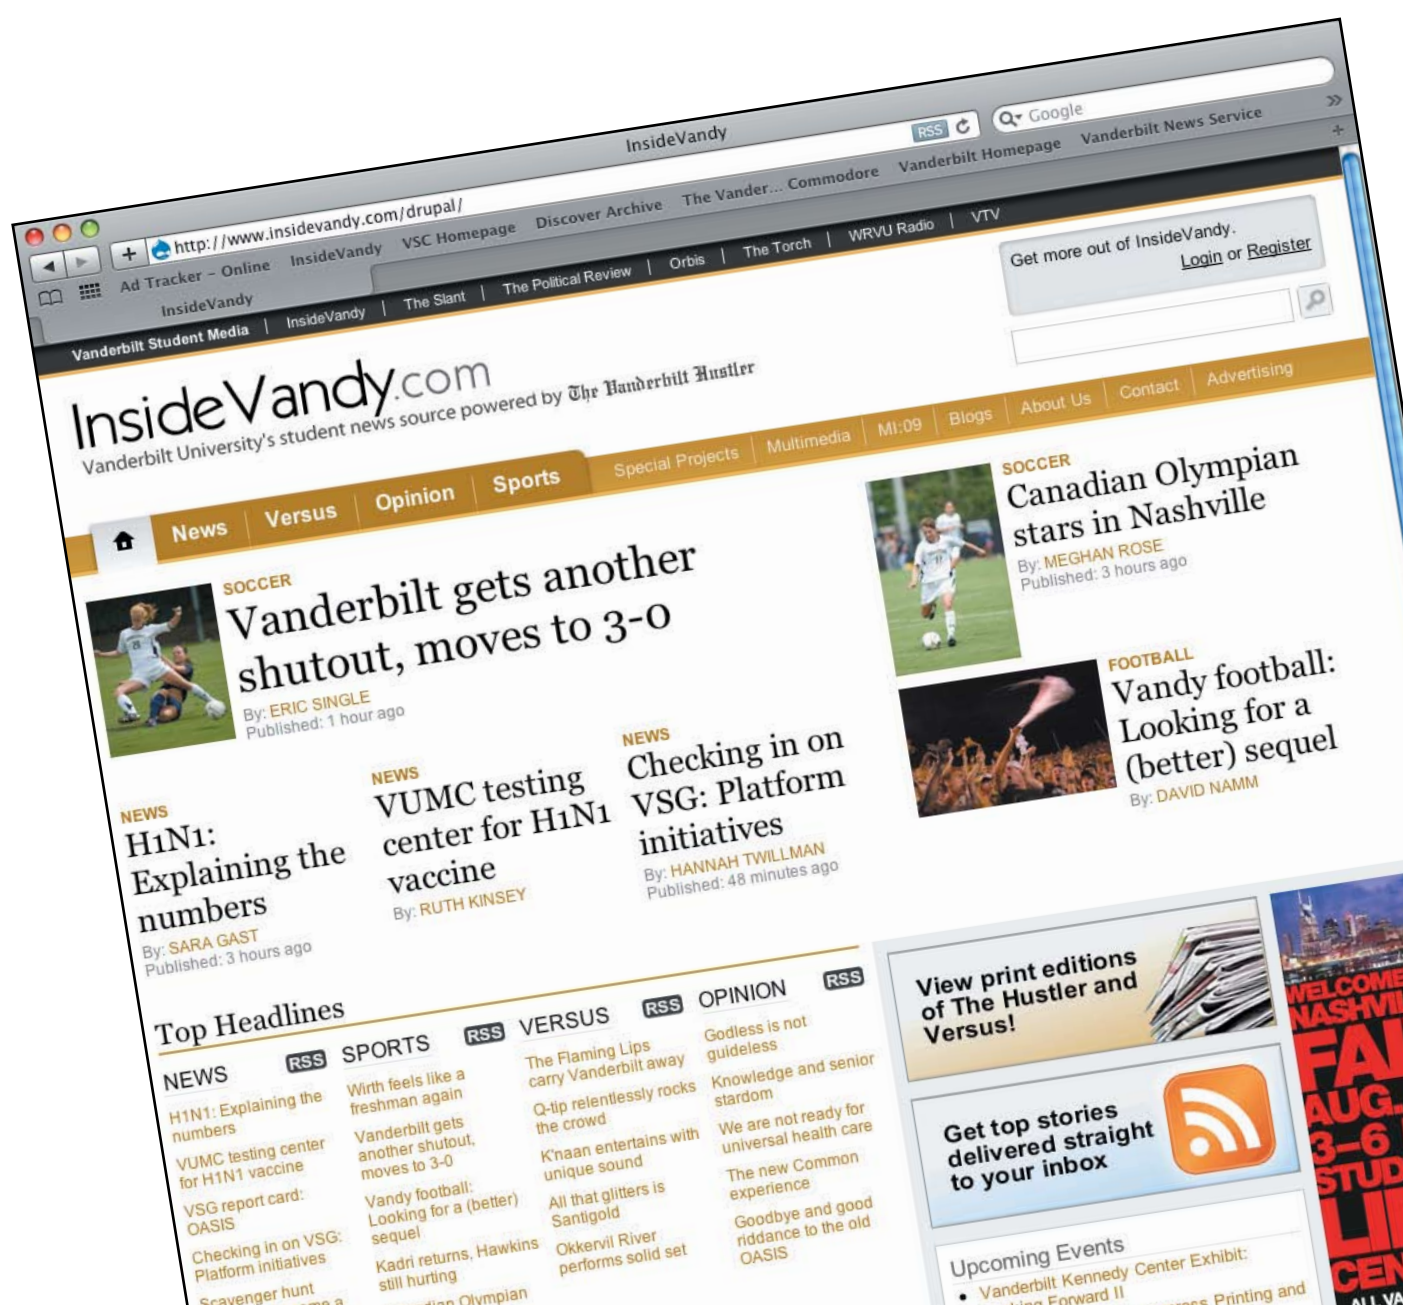 InsideVandy
http://www.insidevandy.com/drupal/
RSS
Google
Ad Tracker – Online InsideVandy VSC Homepage Discover Archive The Vander... Commodore Vanderbilt Homepage Vanderbilt News Service
InsideVandy
Vanderbilt Student Media | InsideVandy | The Slant | The Political Review | Orbis | The Torch | WRVU Radio | VTV
Get more out of InsideVandy.
Login or Register
InsideVandy.com
Vanderbilt University's student news source powered by The Vanderbilt Hustler
News Versus Opinion Sports Special Projects Multimedia MI:09 Blogs About Us Contact Advertising
SOCCER
Vanderbilt gets another
shutout, moves to 3-0
By: ERIC SINGLE
Published: 1 hour ago
SOCCER
Canadian Olympian
stars in Nashville
By: MEGHAN ROSE
Published: 3 hours ago
FOOTBALL
Vandy football:
Looking for a
(better) sequel
By: DAVID NAMM
NEWS
H1N1:
Explaining the
numbers
By: SARA GAST
Published: 3 hours ago
NEWS
VUMC testing
center for H1N1
vaccine
By: RUTH KINSEY
NEWS
Checking in on
VSG: Platform
initiatives
By: HANNAH TWILLMAN
Published: 48 minutes ago
Top Headlines
NEWS RSS
H1N1: Explaining the
numbers
VUMC testing center
for H1N1 vaccine
VSG report card:
OASIS
Checking in on VSG:
Platform initiatives
Scavenger hunt
SPORTS RSS
Wirth feels like a
freshman again
Vanderbilt gets
another shutout,
moves to 3-0
Vandy football:
Looking for a (better)
sequel
Kadri returns, Hawkins
still hurting
Olympian
VERSUS RSS
The Flaming Lips
carry Vanderbilt away
Q-tip relentlessly rocks
the crowd
K'naan entertains with
unique sound
All that glitters is
Santigold
Okkervil River
performs solid set
OPINION RSS
Godless is not
guideless
Knowledge and senior
stardom
We are not ready for
universal health care
The new Common
experience
Goodbye and good
riddance to the old
OASIS
View print editions
of The Hustler and
Versus!
Get top stories
delivered straight
to your inbox
Upcoming Events
• Vanderbilt Kennedy Center Exhibit:
Forward II
Printing and
WELCOME
NASHVI
FA
AUG.
3-6
STUD
LI
CEN
ALL VA